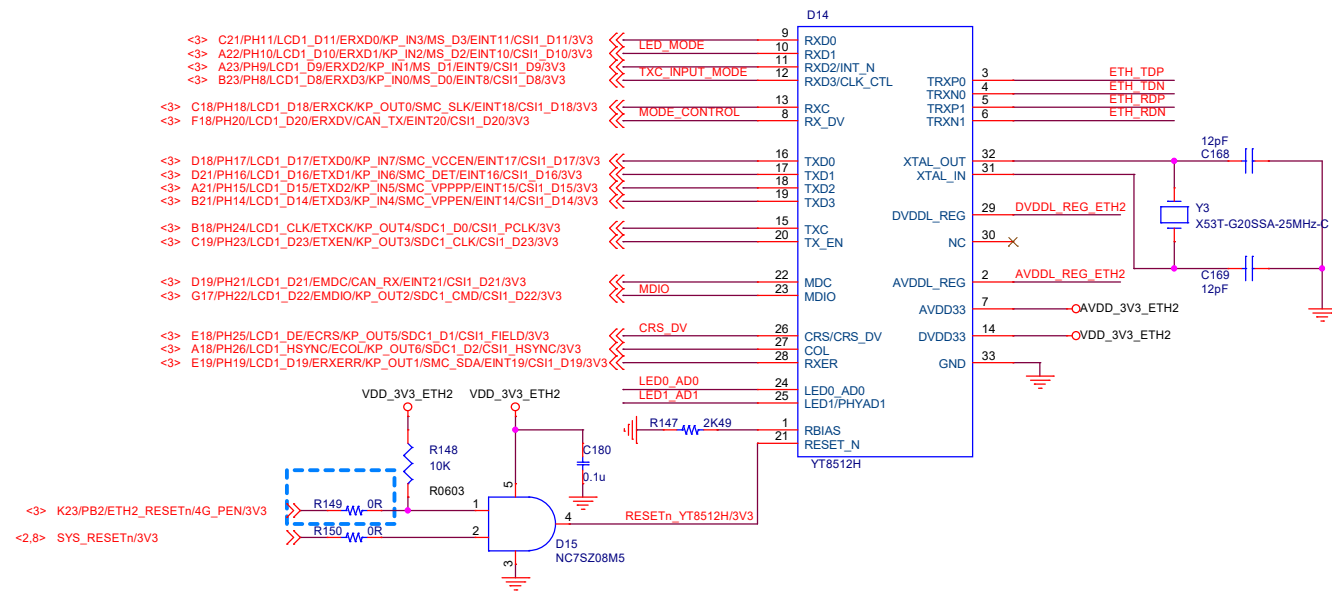 D14
<3> C21/PH11/LCD1_D11/ERXD0/KP_IN3/MS_D3/EINT11/CSI1_D11/3V3 9 RXD0
<3> A22/PH10/LCD1_D10/ERXD1/KP_IN2/MS_D2/EINT10/CSI1_D10/3V3 LED_MODE 10 RXD1
<3> A23/PH9/LCD1_D9/ERXD2/KP_IN1/MS_D1/EINT9/CSI1_D9/3V3 11 RXD2/INT_N
<3> B23/PH8/LCD1_D8/ERXD3/KP_IN0/MS_D0/EINT8/CSI1_D8/3V3 TXC_INPUT_MODE 12 RXD3/CLK_CTL
TRXP0 3 ETH_TDP
TRXN0 4 ETH_TDN
TRXP1 5 ETH_RDP
TRXN1 6 ETH_RDN
<3> C18/PH18/LCD1_D18/ERXCK/KP_OUT0/SMC_SLK/EINT18/CSI1_D18/3V3 13 RXC
<3> F18/PH20/LCD1_D20/ERXDV/CAN_TX/EINT20/CSI1_D20/3V3 MODE_CONTROL 8 RX_DV
<3> D18/PH17/LCD1_D17/ETXD0/KP_IN7/SMC_VCCEN/EINT17/CSI1_D17/3V3 16 TXD0
<3> D21/PH16/LCD1_D16/ETXD1/KP_IN6/SMC_DET/EINT16/CSI1_D16/3V3 17 TXD1
<3> A21/PH15/LCD1_D15/ETXD2/KP_IN5/SMC_VPPPP/EINT15/CSI1_D15/3V3 18 TXD2
<3> B21/PH14/LCD1_D14/ETXD3/KP_IN4/SMC_VPPEN/EINT14/CSI1_D14/3V3 19 TXD3
XTAL_OUT 32
XTAL_IN 31
12pF
C168
Y3
X53T-G20SSA-25MHz-C
C169
12pF
DVDDL_REG 29 DVDDL_REG_ETH2
<3> B18/PH24/LCD1_CLK/ETXCK/KP_OUT4/SDC1_D0/CSI1_PCLK/3V3 15 TXC
<3> C19/PH23/LCD1_D23/ETXEN/KP_OUT3/SDC1_CLK/CSI1_D23/3V3 20 TX_EN
NC 30
<3> D19/PH21/LCD1_D21/EMDC/CAN_RX/EINT21/CSI1_D21/3V3 22 MDC
<3> G17/PH22/LCD1_D22/EMDIO/KP_OUT2/SDC1_CMD/CSI1_D22/3V3 MDIO 23 MDIO
AVDDL_REG 2 AVDDL_REG_ETH2
AVDD33 7 AVDD_3V3_ETH2
DVDD33 14 VDD_3V3_ETH2
GND 33
<3> E18/PH25/LCD1_DE/ECRS/KP_OUT5/SDC1_D1/CSI1_FIELD/3V3 CRS_DV 26 CRS/CRS_DV
<3> A18/PH26/LCD1_HSYNC/ECOL/KP_OUT6/SDC1_D2/CSI1_HSYNC/3V3 27 COL
<3> E19/PH19/LCD1_D19/ERXERR/KP_OUT1/SMC_SDA/EINT19/CSI1_D19/3V3 28 RXER
LED0_AD0 24 LED0_AD0
LED1_AD1 25 LED1/PHYAD1
R147 2K49 1 RBIAS
21 RESET_N
YT8512H
VDD_3V3_ETH2 VDD_3V3_ETH2
R148
10K
R0603
C180
0.1u
<3> K23/PB2/ETH2_RESETn/4G_PEN/3V3 R149 0R 1
<2,8> SYS_RESETn/3V3 R150 0R 2
5
4 RESETn_YT8512H/3V3
3
D15
NC7SZ08M5